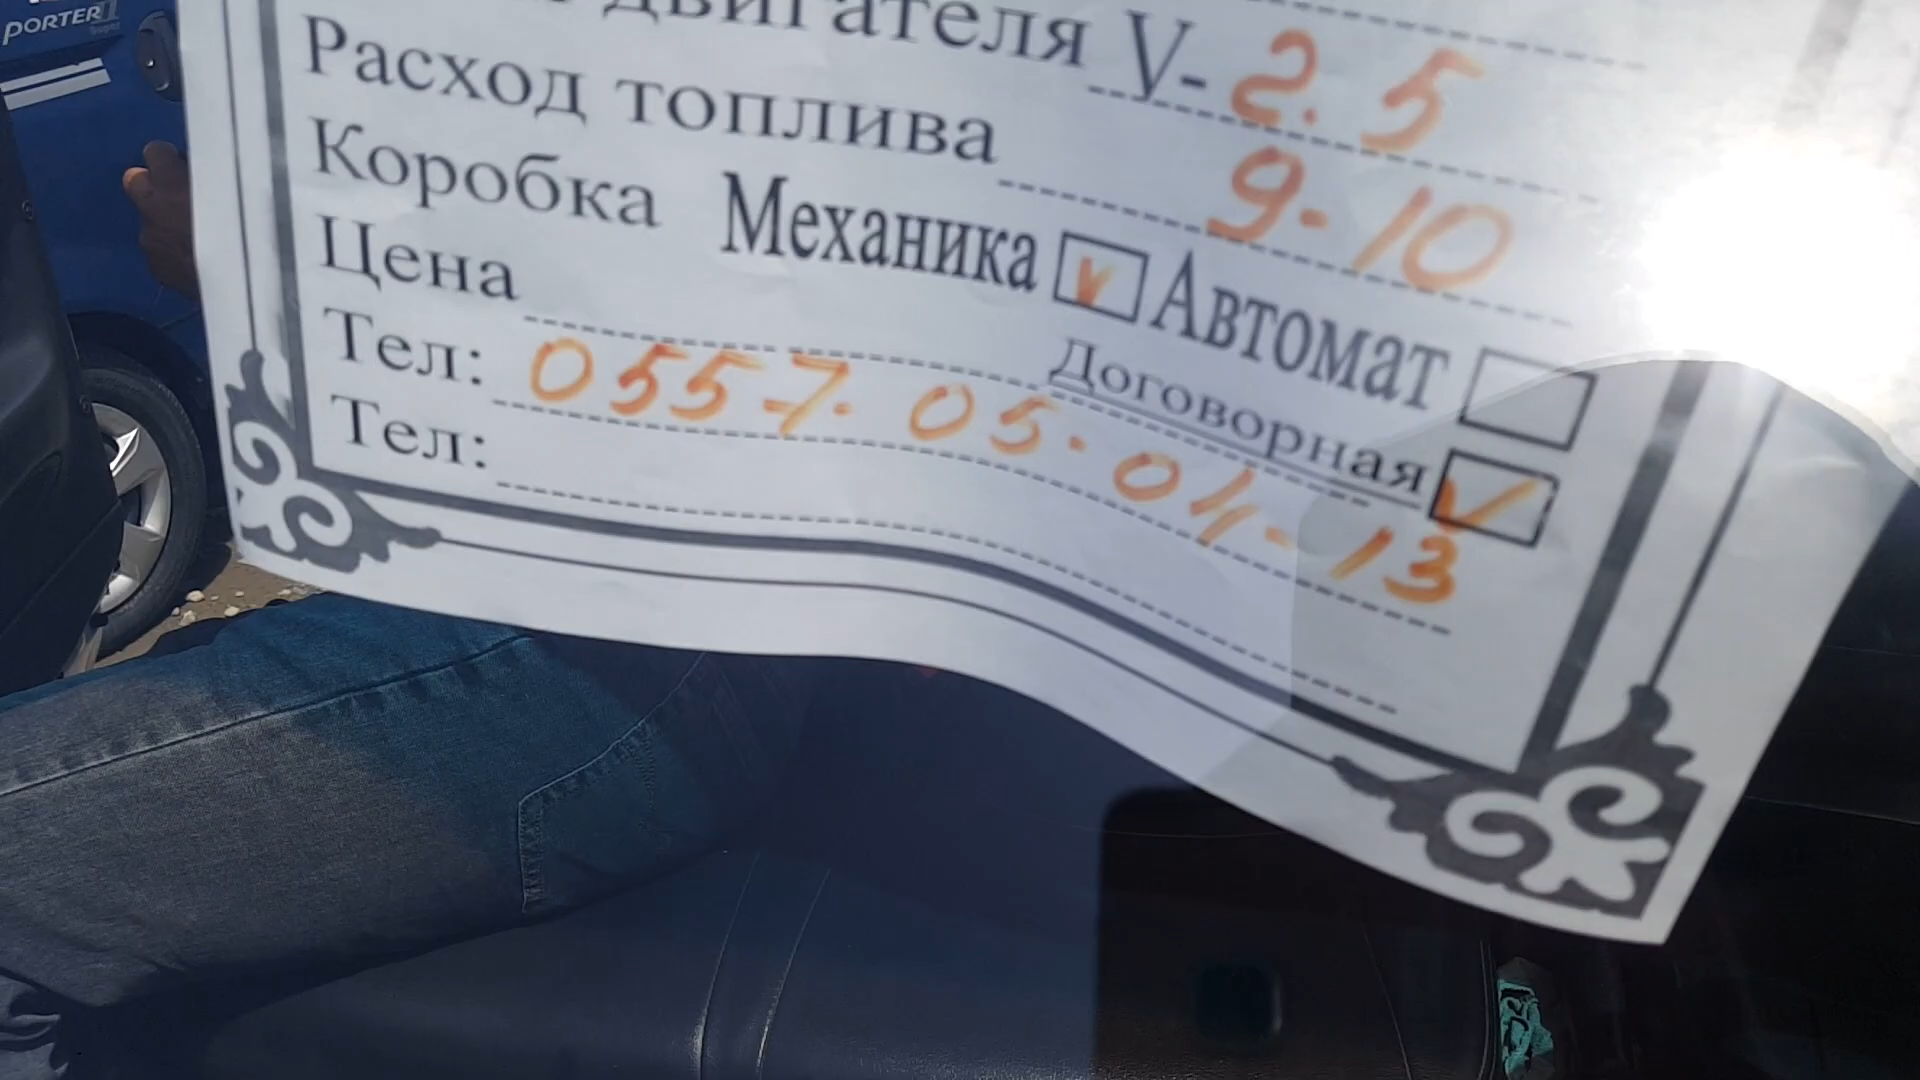 PORTER II
двигателя V- 2.5
Расход топлива 9-10
Коробка Механика V Автомат
Цена Договорная V
Тел: 0557. 05. 04-13
Тел: